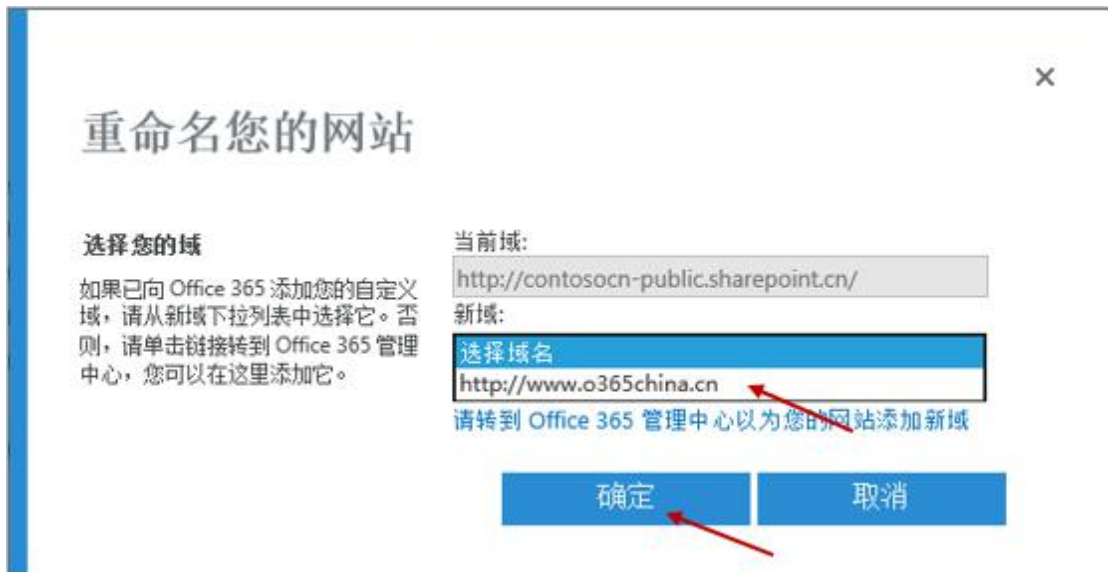 重命名您的网站
选择您的域
如果已向 Office 365 添加您的自定义
域，请从新域下拉列表中选择它。否
则，请单击链接转到 Office 365 管理
中心，您可以在这里添加它。
当前域:
http://contosocn-public.sharepoint.cn/
新域:
选择域名
http://www.o365china.cn
请转到 Office 365 管理中心以为您的网站添加新域
确定
取消